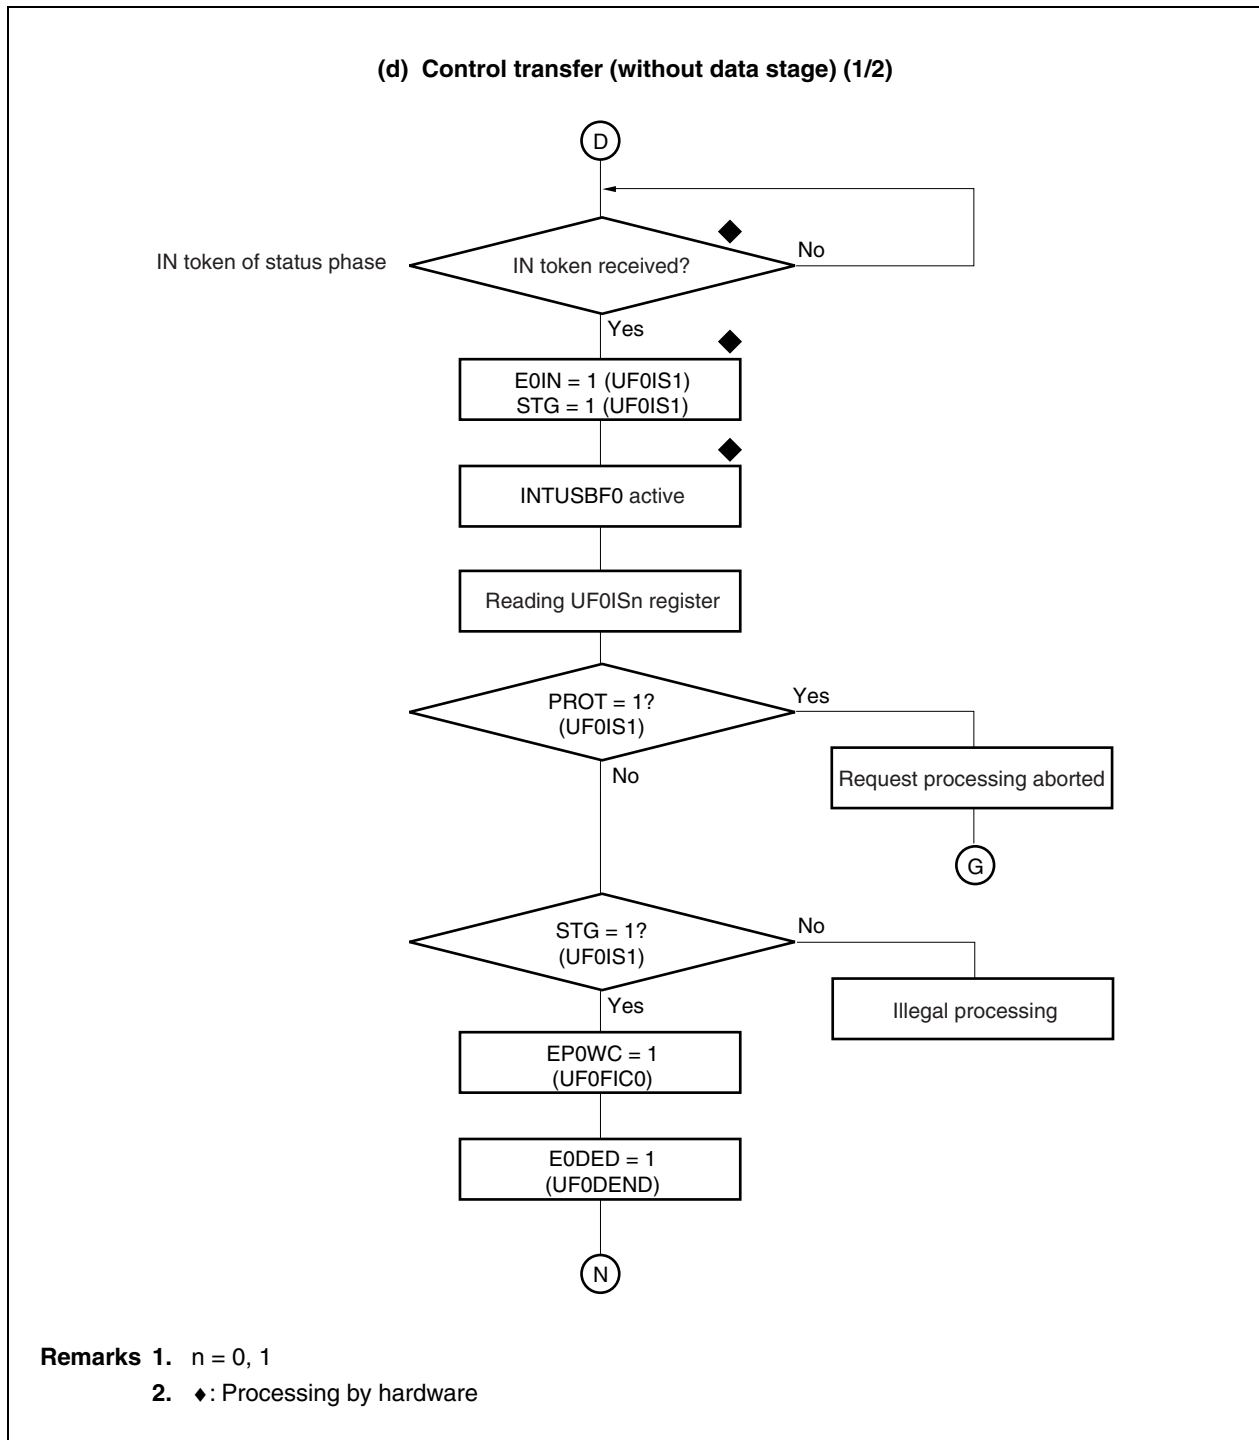 (d) Control transfer (without data stage) (1/2)
D
IN token of status phase
IN token received?
No
Yes
E0IN = 1 (UF0IS1)
STG = 1 (UF0IS1)
INTUSBF0 active
Reading UF0ISn register
PROT = 1?
(UF0IS1)
Yes
No
Request processing aborted
G
STG = 1?
(UF0IS1)
No
Yes
Illegal processing
EP0WC = 1
(UF0FIC0)
E0DED = 1
(UF0DEND)
N
Remarks 1. n = 0, 1
2. ♦: Processing by hardware